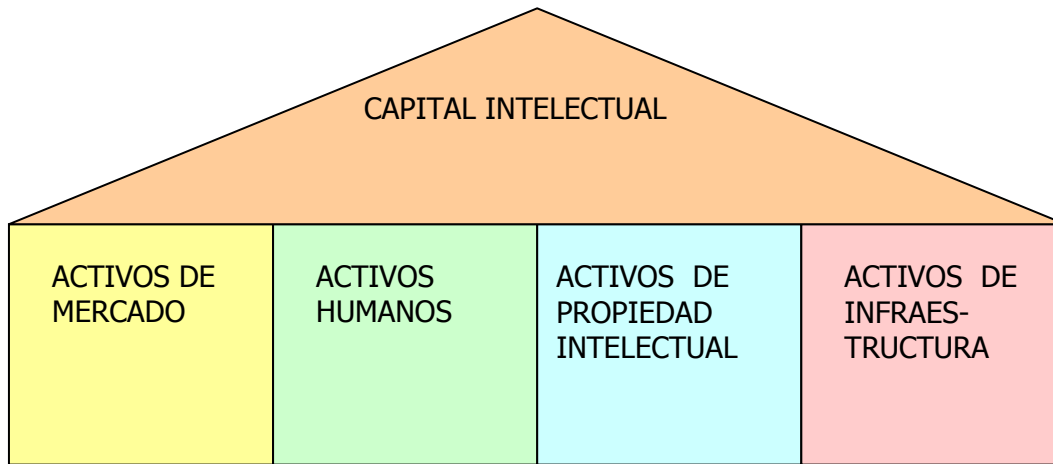 CAPITAL INTELECTUAL
ACTIVOS DE
MERCADO
ACTIVOS
HUMANOS
ACTIVOS  DE
PROPIEDAD
INTELECTUAL
ACTIVOS  DE
INFRAES-
TRUCTURA